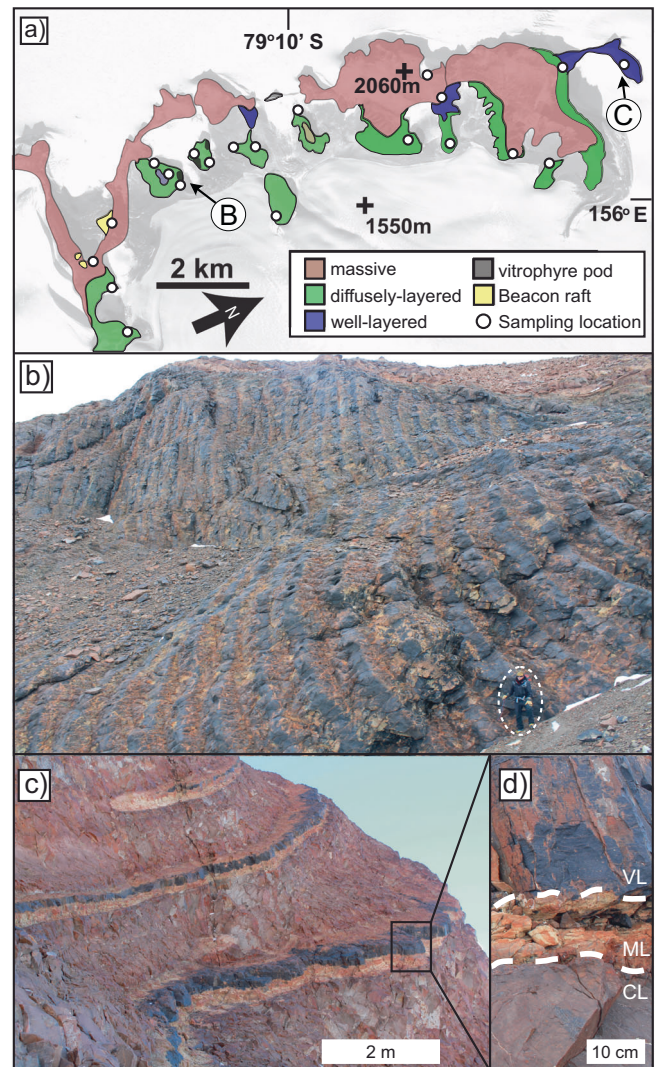 a)
79°10' S
2060m
C
B
1550m
156° E
2 km
N
massive
diffusely-layered
well-layered
vitrophyre pod
Beacon raft
Sampling location
b)
c)
2 m
d)
VL
ML
CL
10 cm